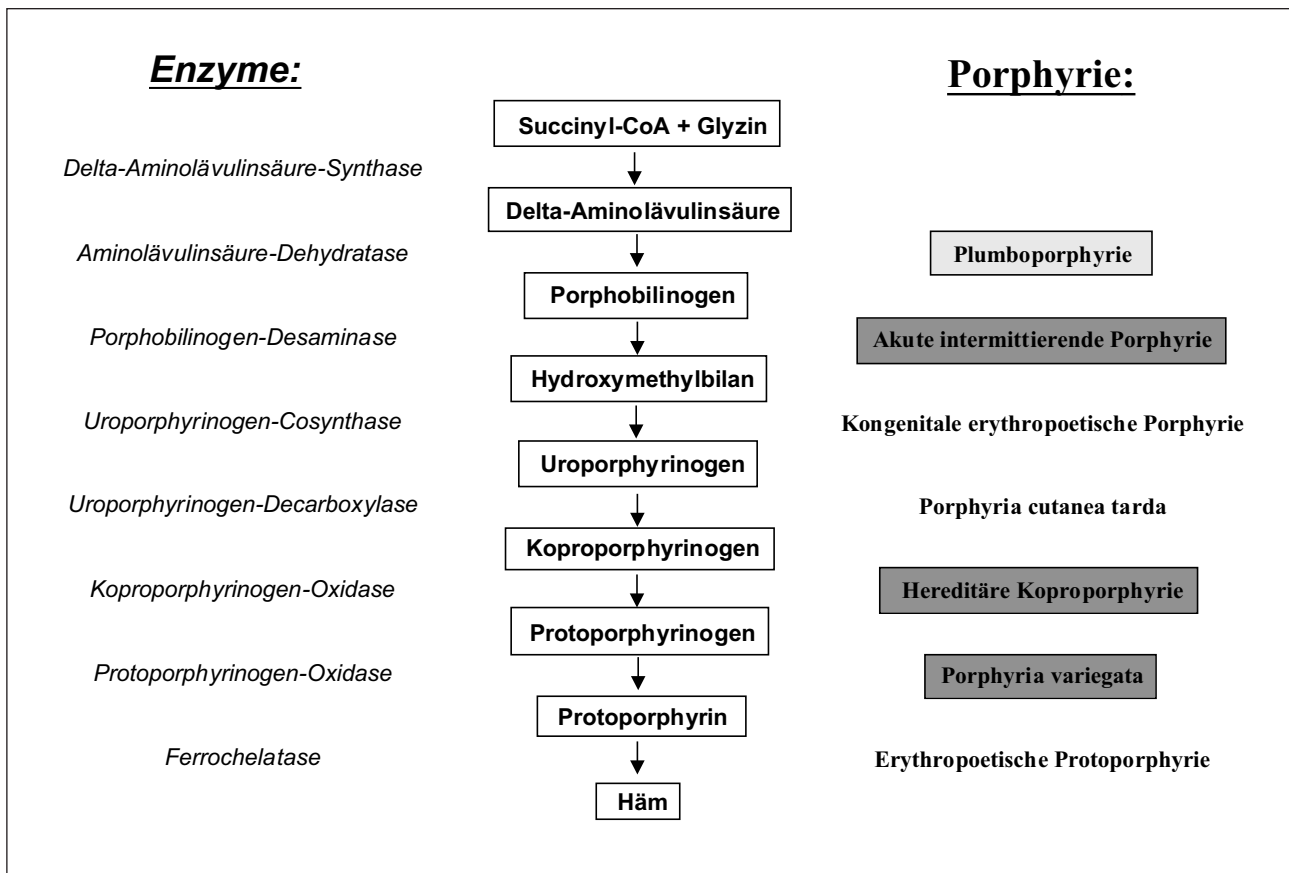 Enzyme:
Porphyrie:
Succinyl-CoA + Glyzin
Delta-Aminolävulinsäure-Synthase
Delta-Aminolävulinsäure
Aminolävulinsäure-Dehydratase
Plumboporphyrie
Porphobilinogen
Porphobilinogen-Desaminase
Akute intermittierende Porphyrie
Hydroxymethylbilan
Uroporphyrinogen-Cosynthase
Kongenitale erythropoetische Porphyrie
Uroporphyrinogen
Uroporphyrinogen-Decarboxylase
Porphyria cutanea tarda
Koproporphyrinogen
Koproporphyrinogen-Oxidase
Hereditäre Koproporphyrie
Protoporphyrinogen
Protoporphyrinogen-Oxidase
Porphyria variegata
Protoporphyrin
Ferrochelatase
Erythropoetische Protoporphyrie
Häm